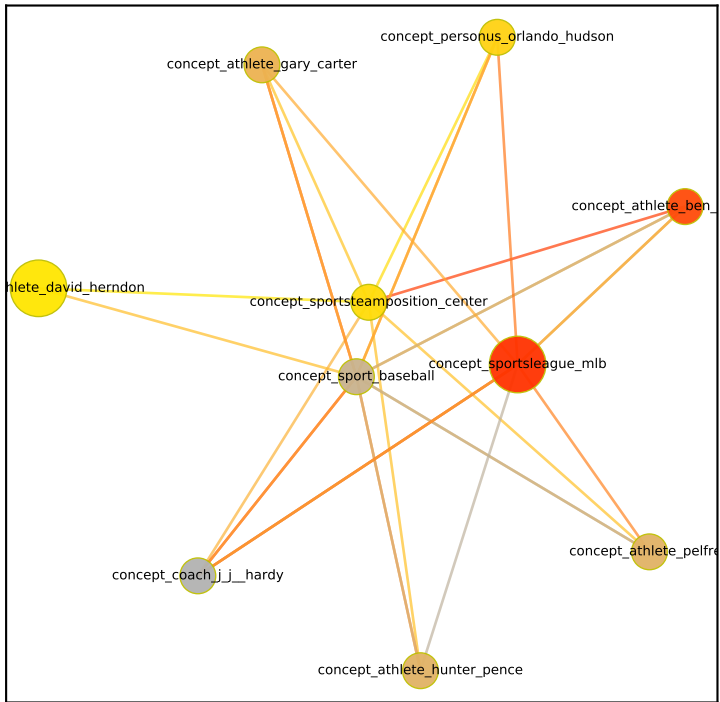 concept_personus_orlando_hudson
concept_athlete_gary_carter
concept_athlete_ben_
hlete_david_herndon
concept_sportsteamposition_center
concept_sportsleague_mlb
concept_sport_baseball
concept_athlete_pelfre
concept_coach_j_j__hardy
concept_athlete_hunter_pence